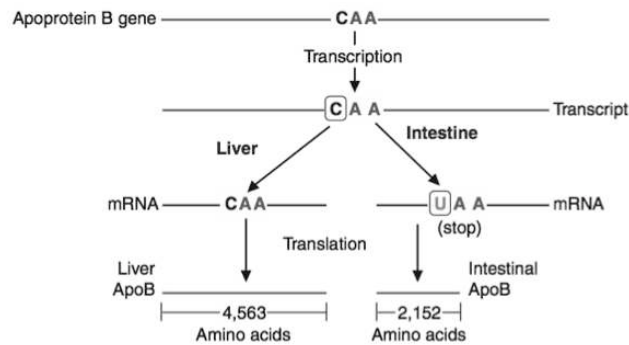 Apoprotein B gene CAA
Transcription
CAA Transcript
Liver Intestine
mRNA CAA UAA mRNA
(stop)
Translation
Liver ApoB
Intestinal ApoB
4,563 2,152
Amino acids Amino acids